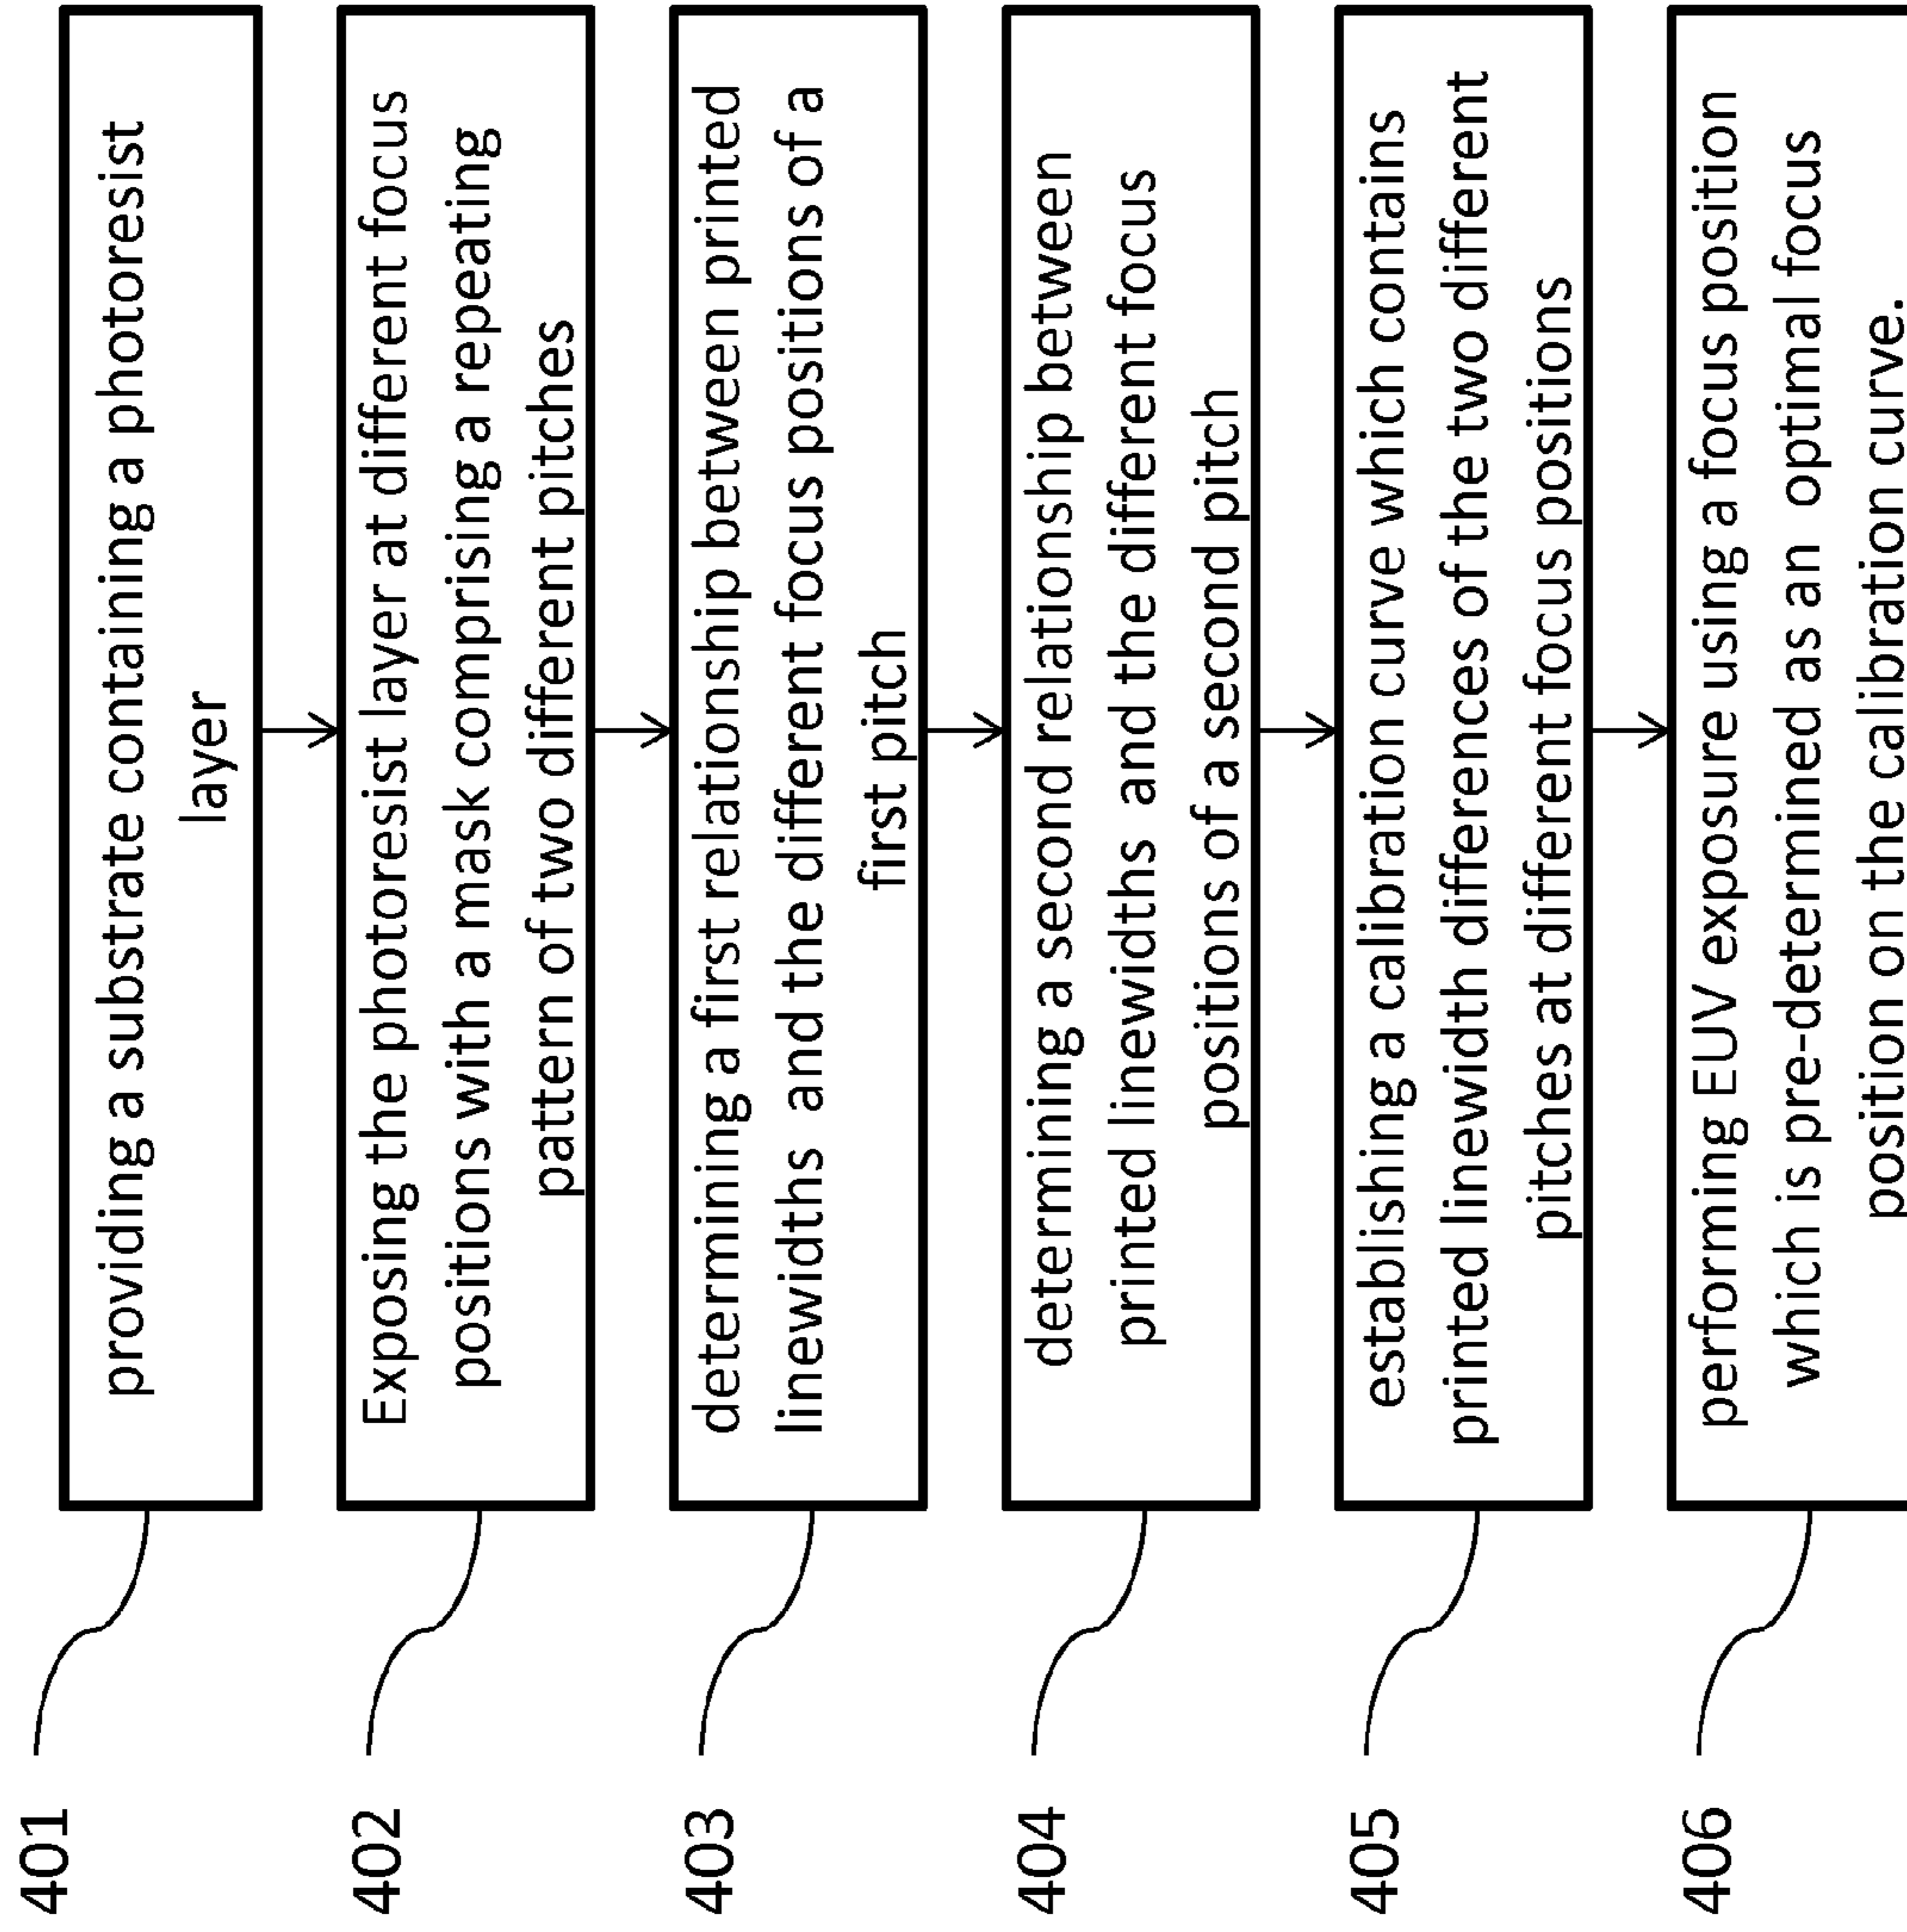 401
providing a substrate containing a photoresist
layer
402
Exposing the photoresist layer at different focus
positions with a mask comprising a repeating
pattern of two different pitches
403
determining a first relationship between printed
linewidths and the different focus positions of a
first pitch
404
determining a second relationship between
printed linewidths and the different focus
positions of a second pitch
405
establishing a calibration curve which contains
printed linewidth differences of the two different
pitches at different focus positions
406
performing EUV exposure using a focus position
which is pre-determined as an optimal focus
position on the calibration curve.